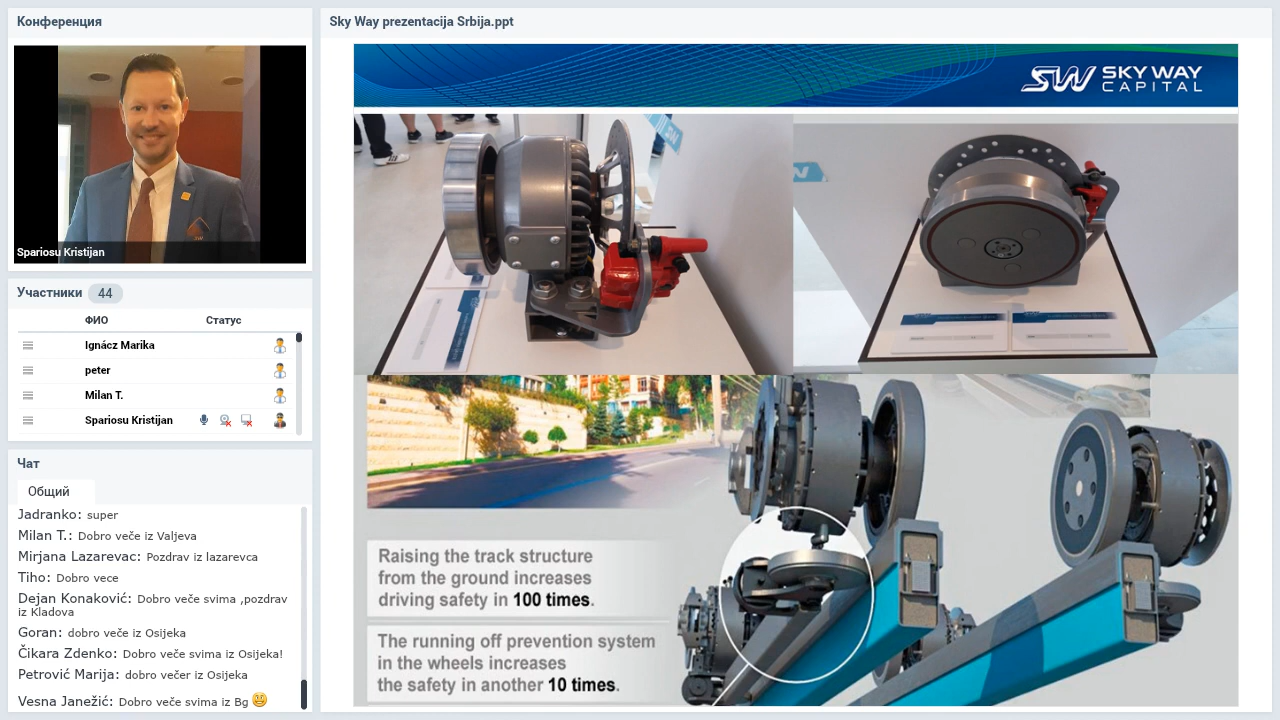 Конференция
Spariosu Kristijan
Участники 44
ФИО Статус
Ignácz Marika
peter
Milan T.
Spariosu Kristijan
Чат
Общий
Jadranko: super
Milan T.: Dobro veče iz Valjeva
Mirjana Lazarevac: Pozdrav iz lazarevca
Tiho: Dobro vece
Dejan Konaković: Dobro veče svima ,pozdrav
iz Kladova
Goran: dobro veče iz Osijeka
Čikara Zdenko: Dobro veče svima iz Osijeka!
Petrović Marija: dobro večer iz Osijeka
Vesna Janežić: Dobro veče svima iz Bg
Sky Way prezentacija Srbija.ppt
SW SKY WAY
CAPITAL
Raising the track structure
from the ground increases
driving safety in 100 times.
The running off prevention system
in the wheels increases
the safety in another 10 times.